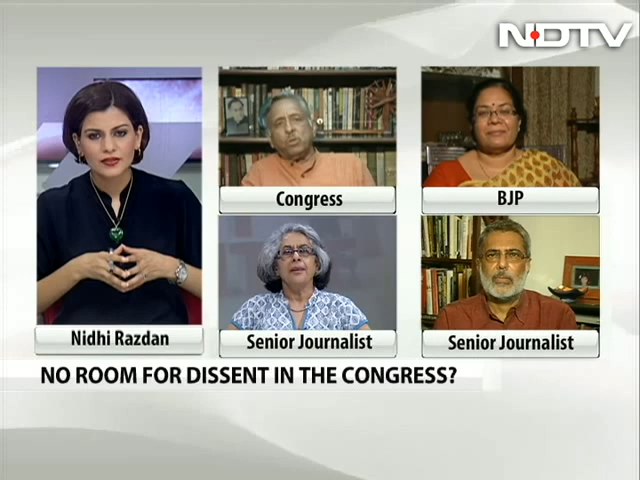 NDTV
Nidhi Razdan
Congress
BJP
Senior Journalist
Senior Journalist
NO ROOM FOR DISSENT IN THE CONGRESS?